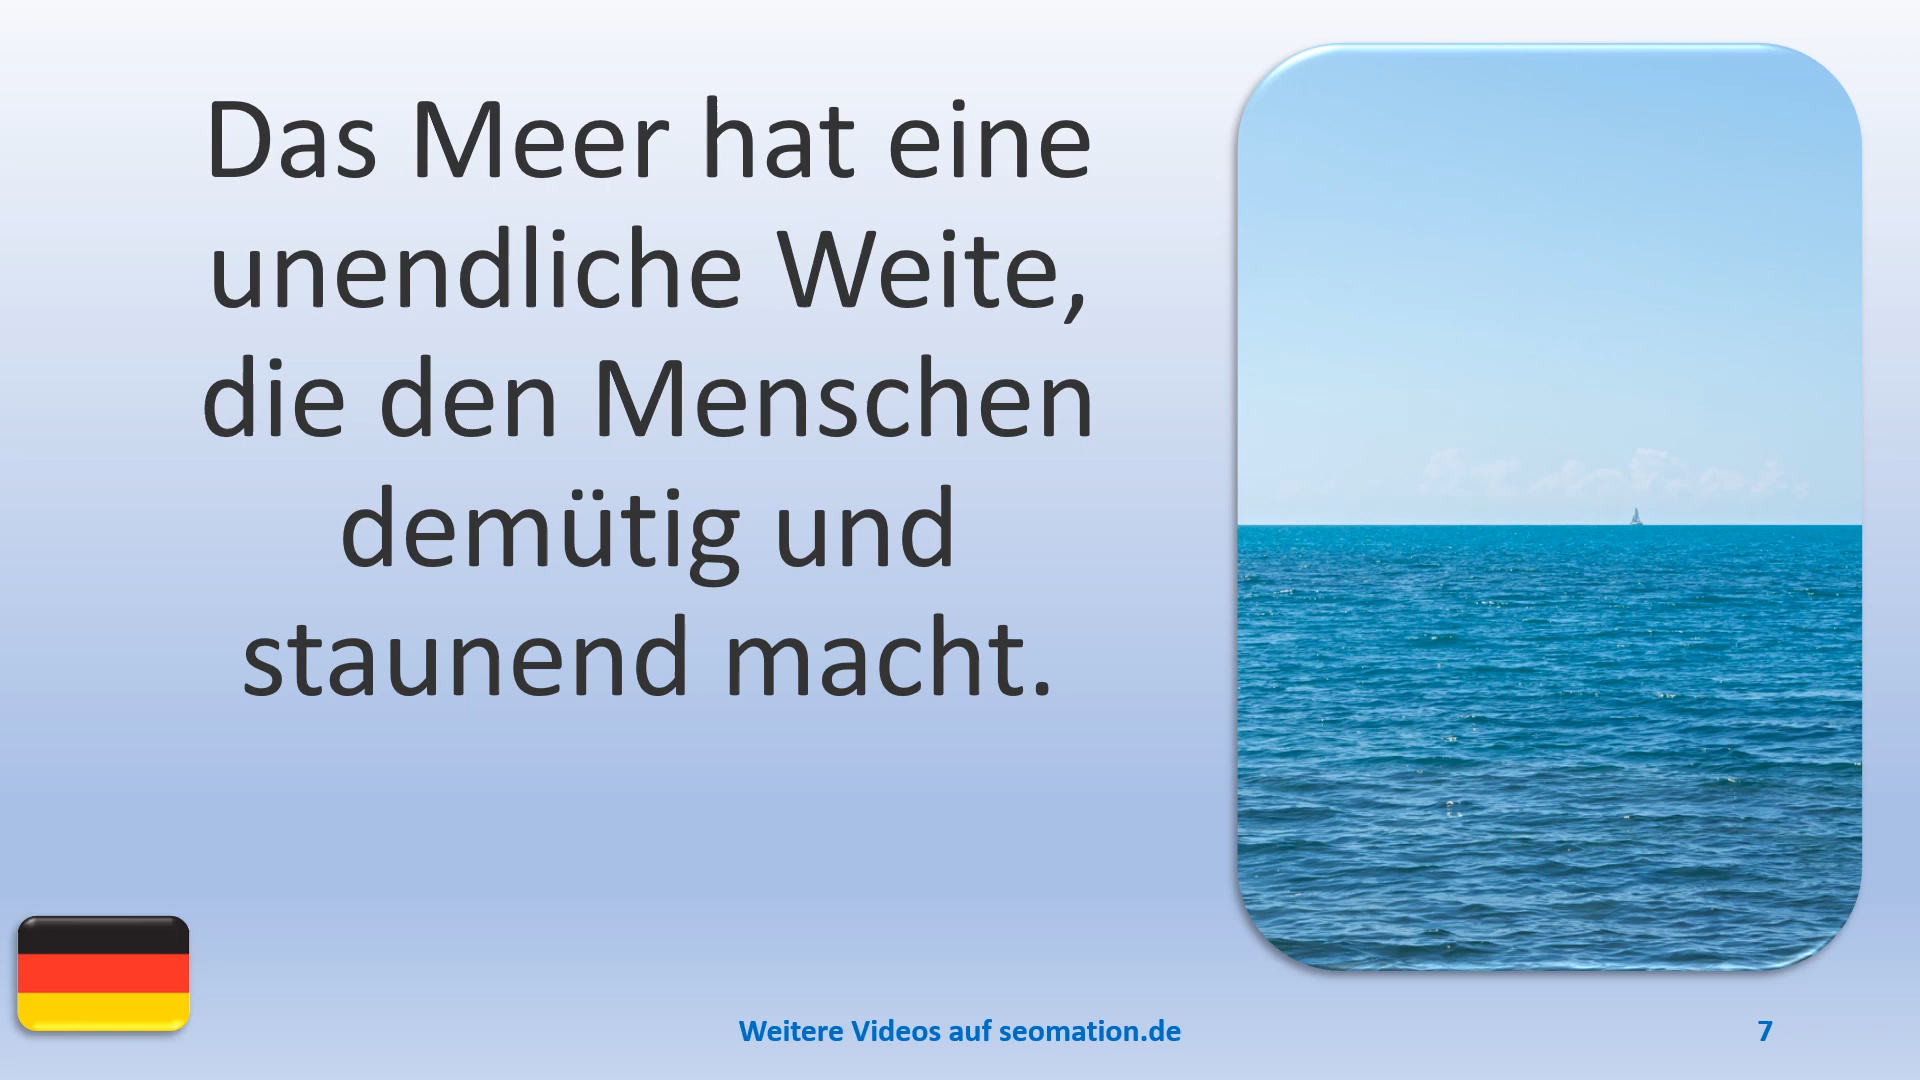 Das Meer hat eine
unendliche Weite,
die den Menschen
demütig und
staunend macht.
Weitere Videos auf seomation.de
7